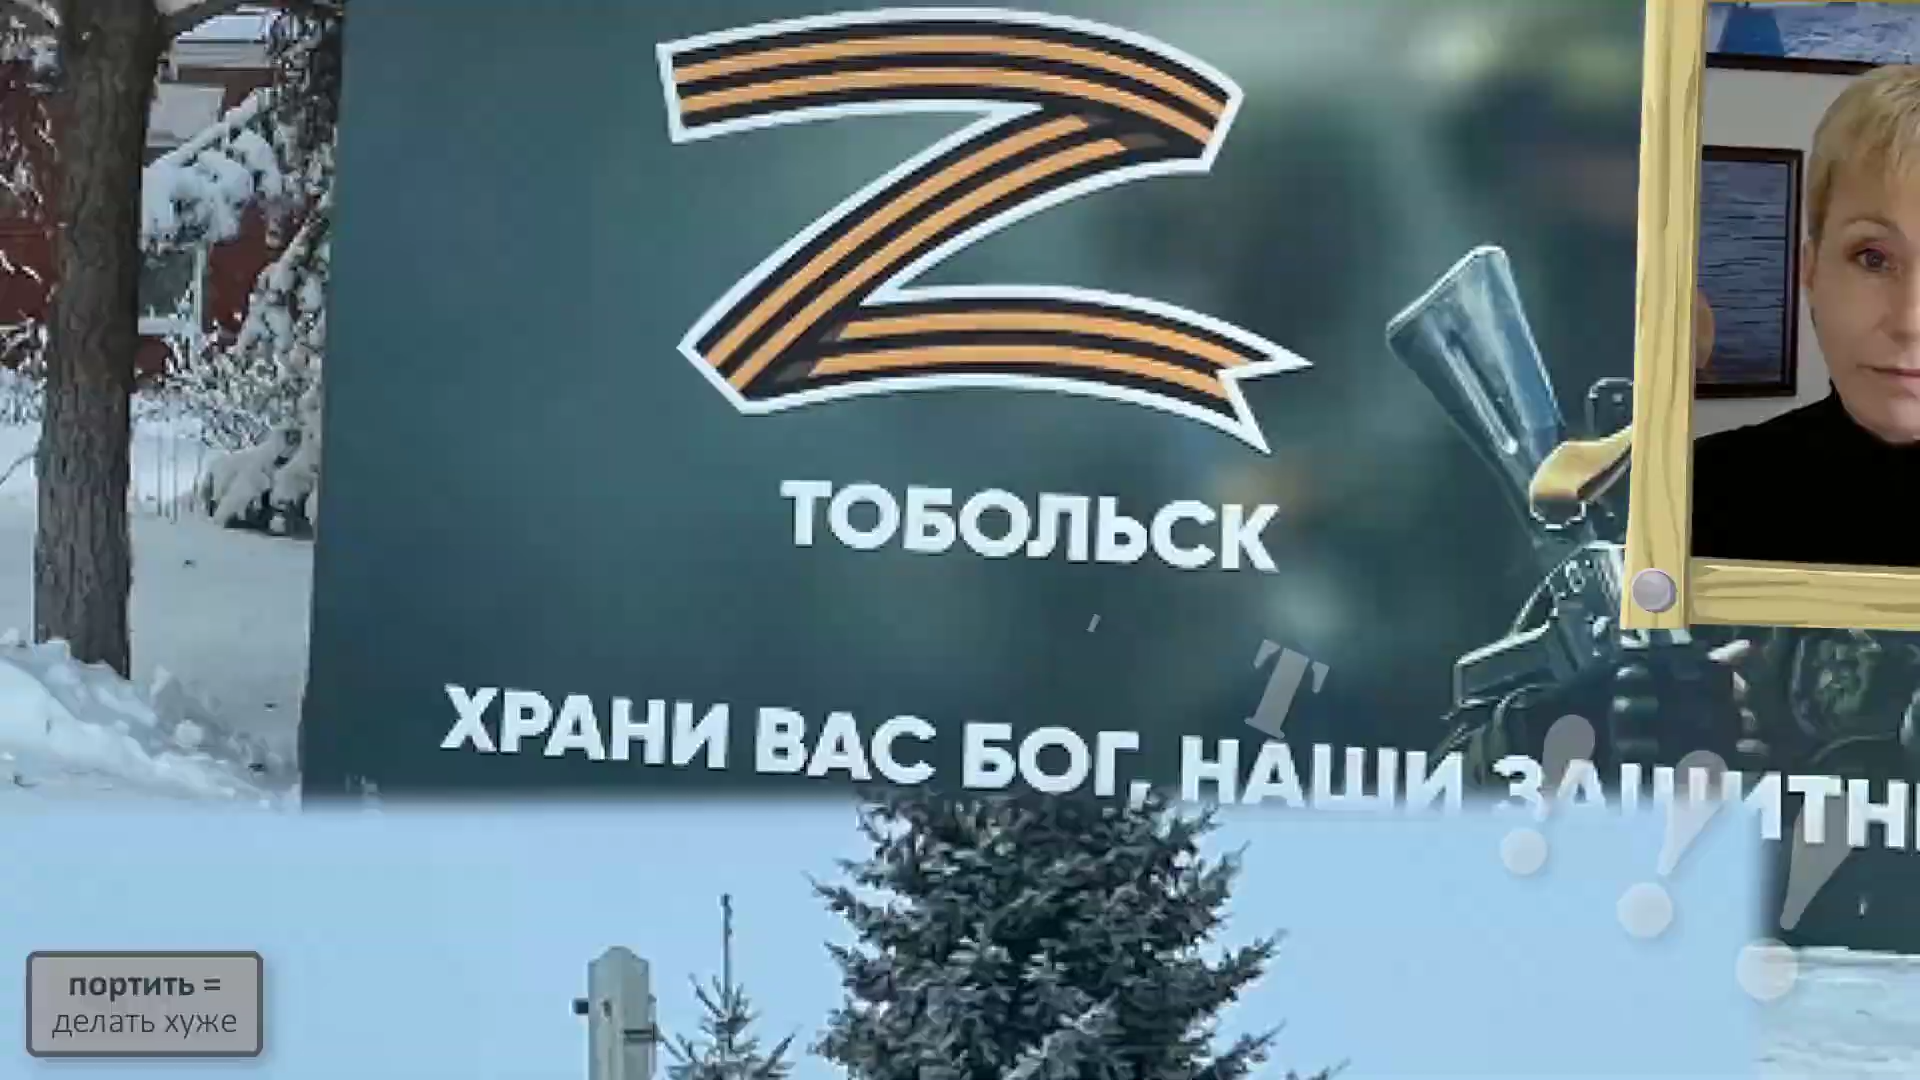 Z
ТОБОЛЬСК
ХРАНИ ВАС БОГ, НАШИ
портить =
делать хуже